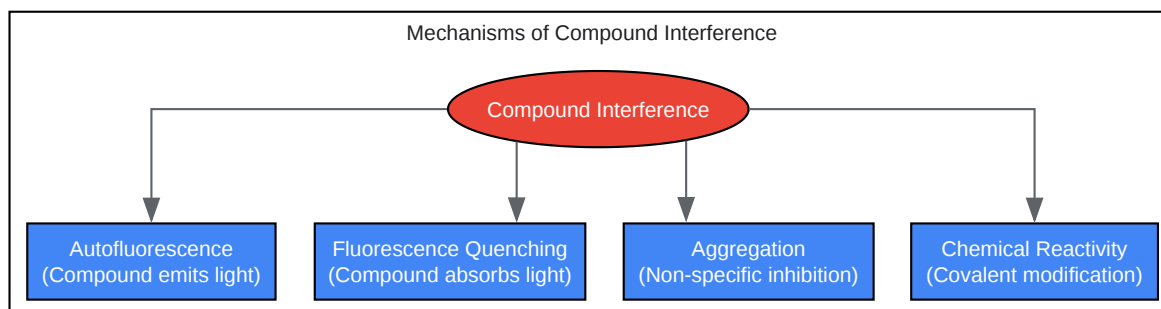 Mechanisms of Compound Interference
Compound Interference
Autofluorescence
(Compound emits light)
Fluorescence Quenching
(Compound absorbs light)
Aggregation
(Non-specific inhibition)
Chemical Reactivity
(Covalent modification)